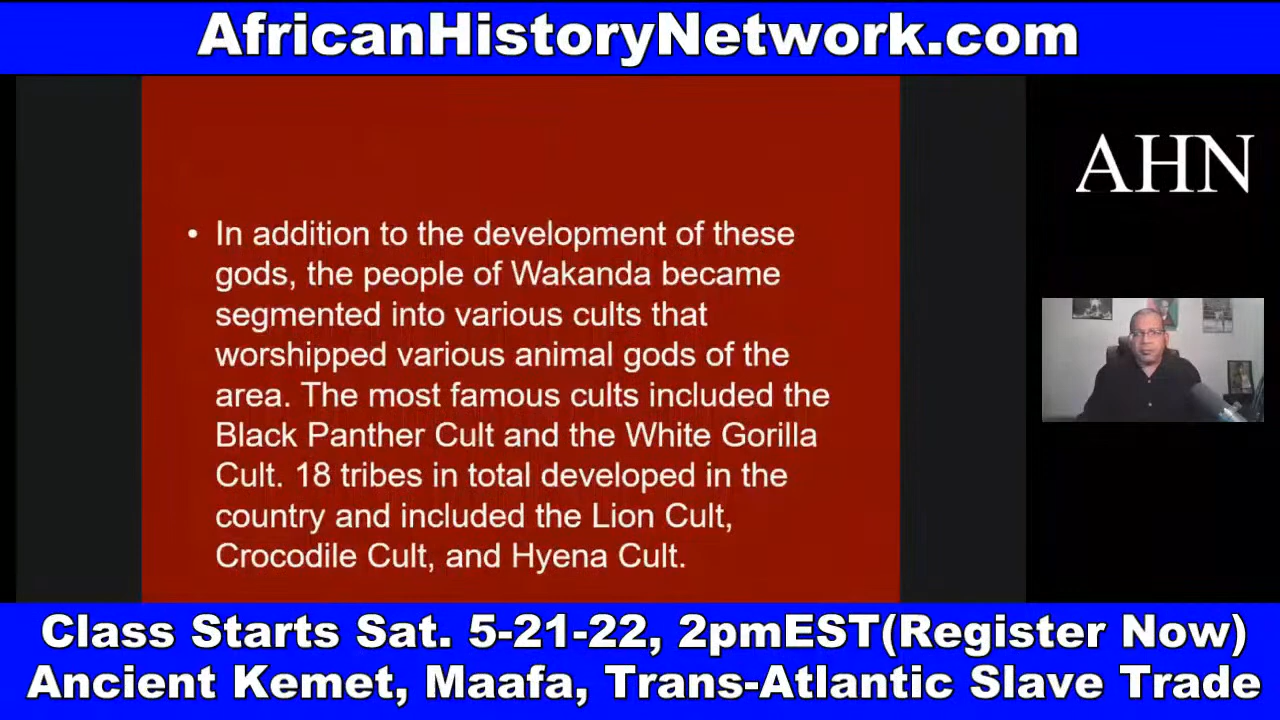 AfricanHistoryNetwork.com
AHN
• In addition to the development of these
gods, the people of Wakanda became
segmented into various cults that
worshipped various animal gods of the
area. The most famous cults included the
Black Panther Cult and the White Gorilla
Cult. 18 tribes in total developed in the
country and included the Lion Cult,
Crocodile Cult, and Hyena Cult.
Class Starts Sat. 5-21-22, 2pmEST(Register Now)
Ancient Kemet, Maafa, Trans-Atlantic Slave Trade